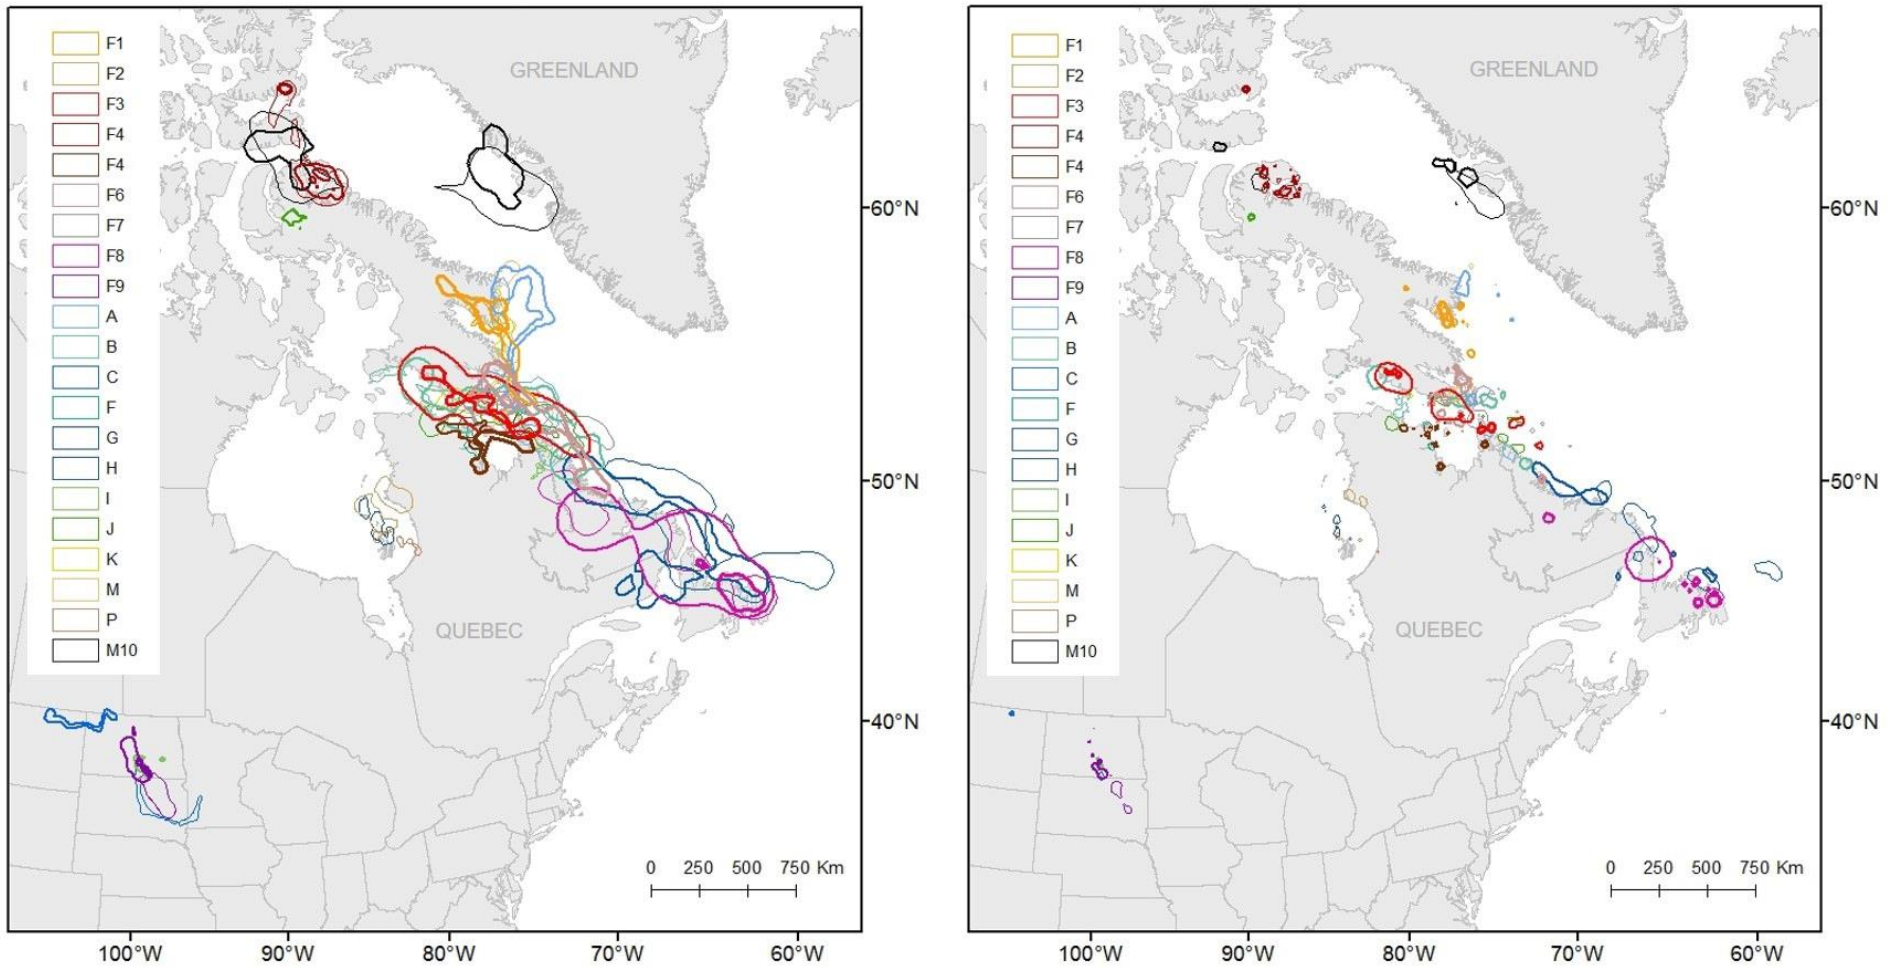 F1
F2
F3
F4
F4
F6
F7
F8
F9
A
B
C
F
G
H
I
J
K
M
P
M10
GREENLAND
QUEBEC
60°N
50°N
40°N
0 250 500 750 Km
100°W 90°W 80°W 70°W 60°W
F1
F2
F3
F4
F4
F6
F7
F8
F9
A
B
C
F
G
H
I
J
K
M
P
M10
GREENLAND
QUEBEC
60°N
50°N
40°N
0 250 500 750 Km
100°W 90°W 80°W 70°W 60°W